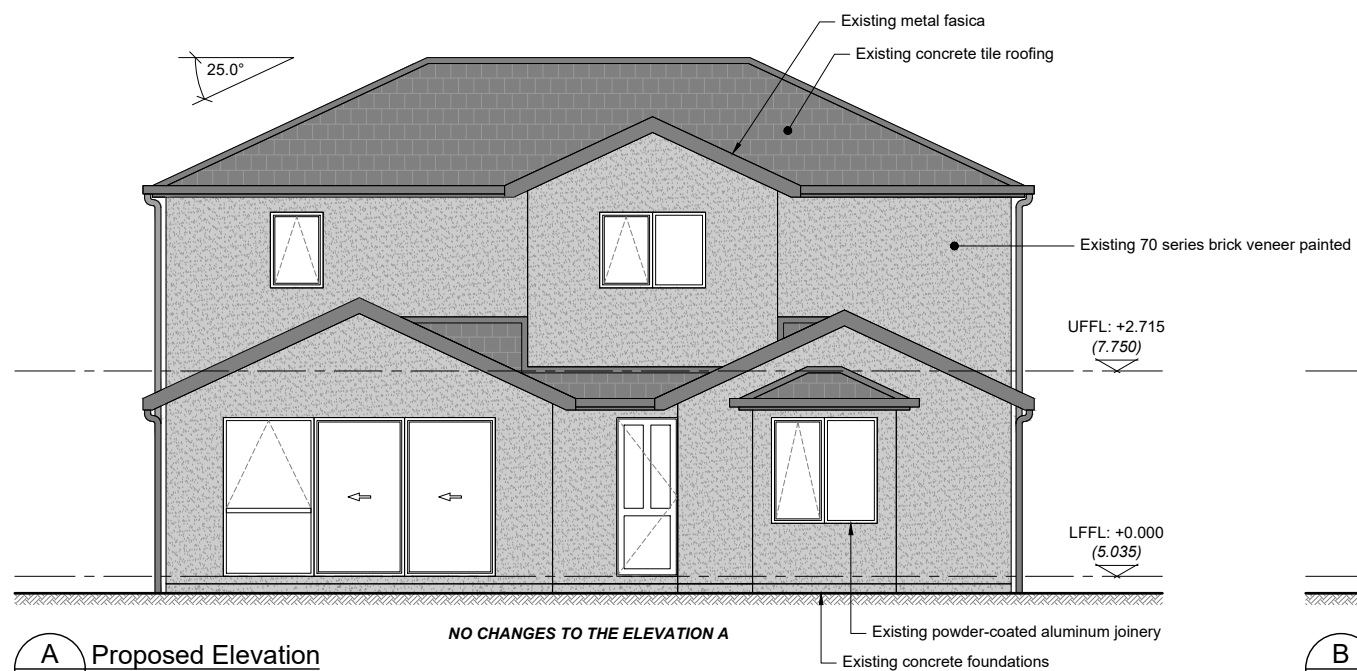 Existing metal fasica
Existing concrete tile roofing
25.0°
Existing 70 series brick veneer painted
UFFL: +2.715
(7.750)
LFFL: +0.000
(5.035)
NO CHANGES TO THE ELEVATION A
Existing powder-coated aluminum joinery
Existing concrete foundations
A Proposed Elevation
B